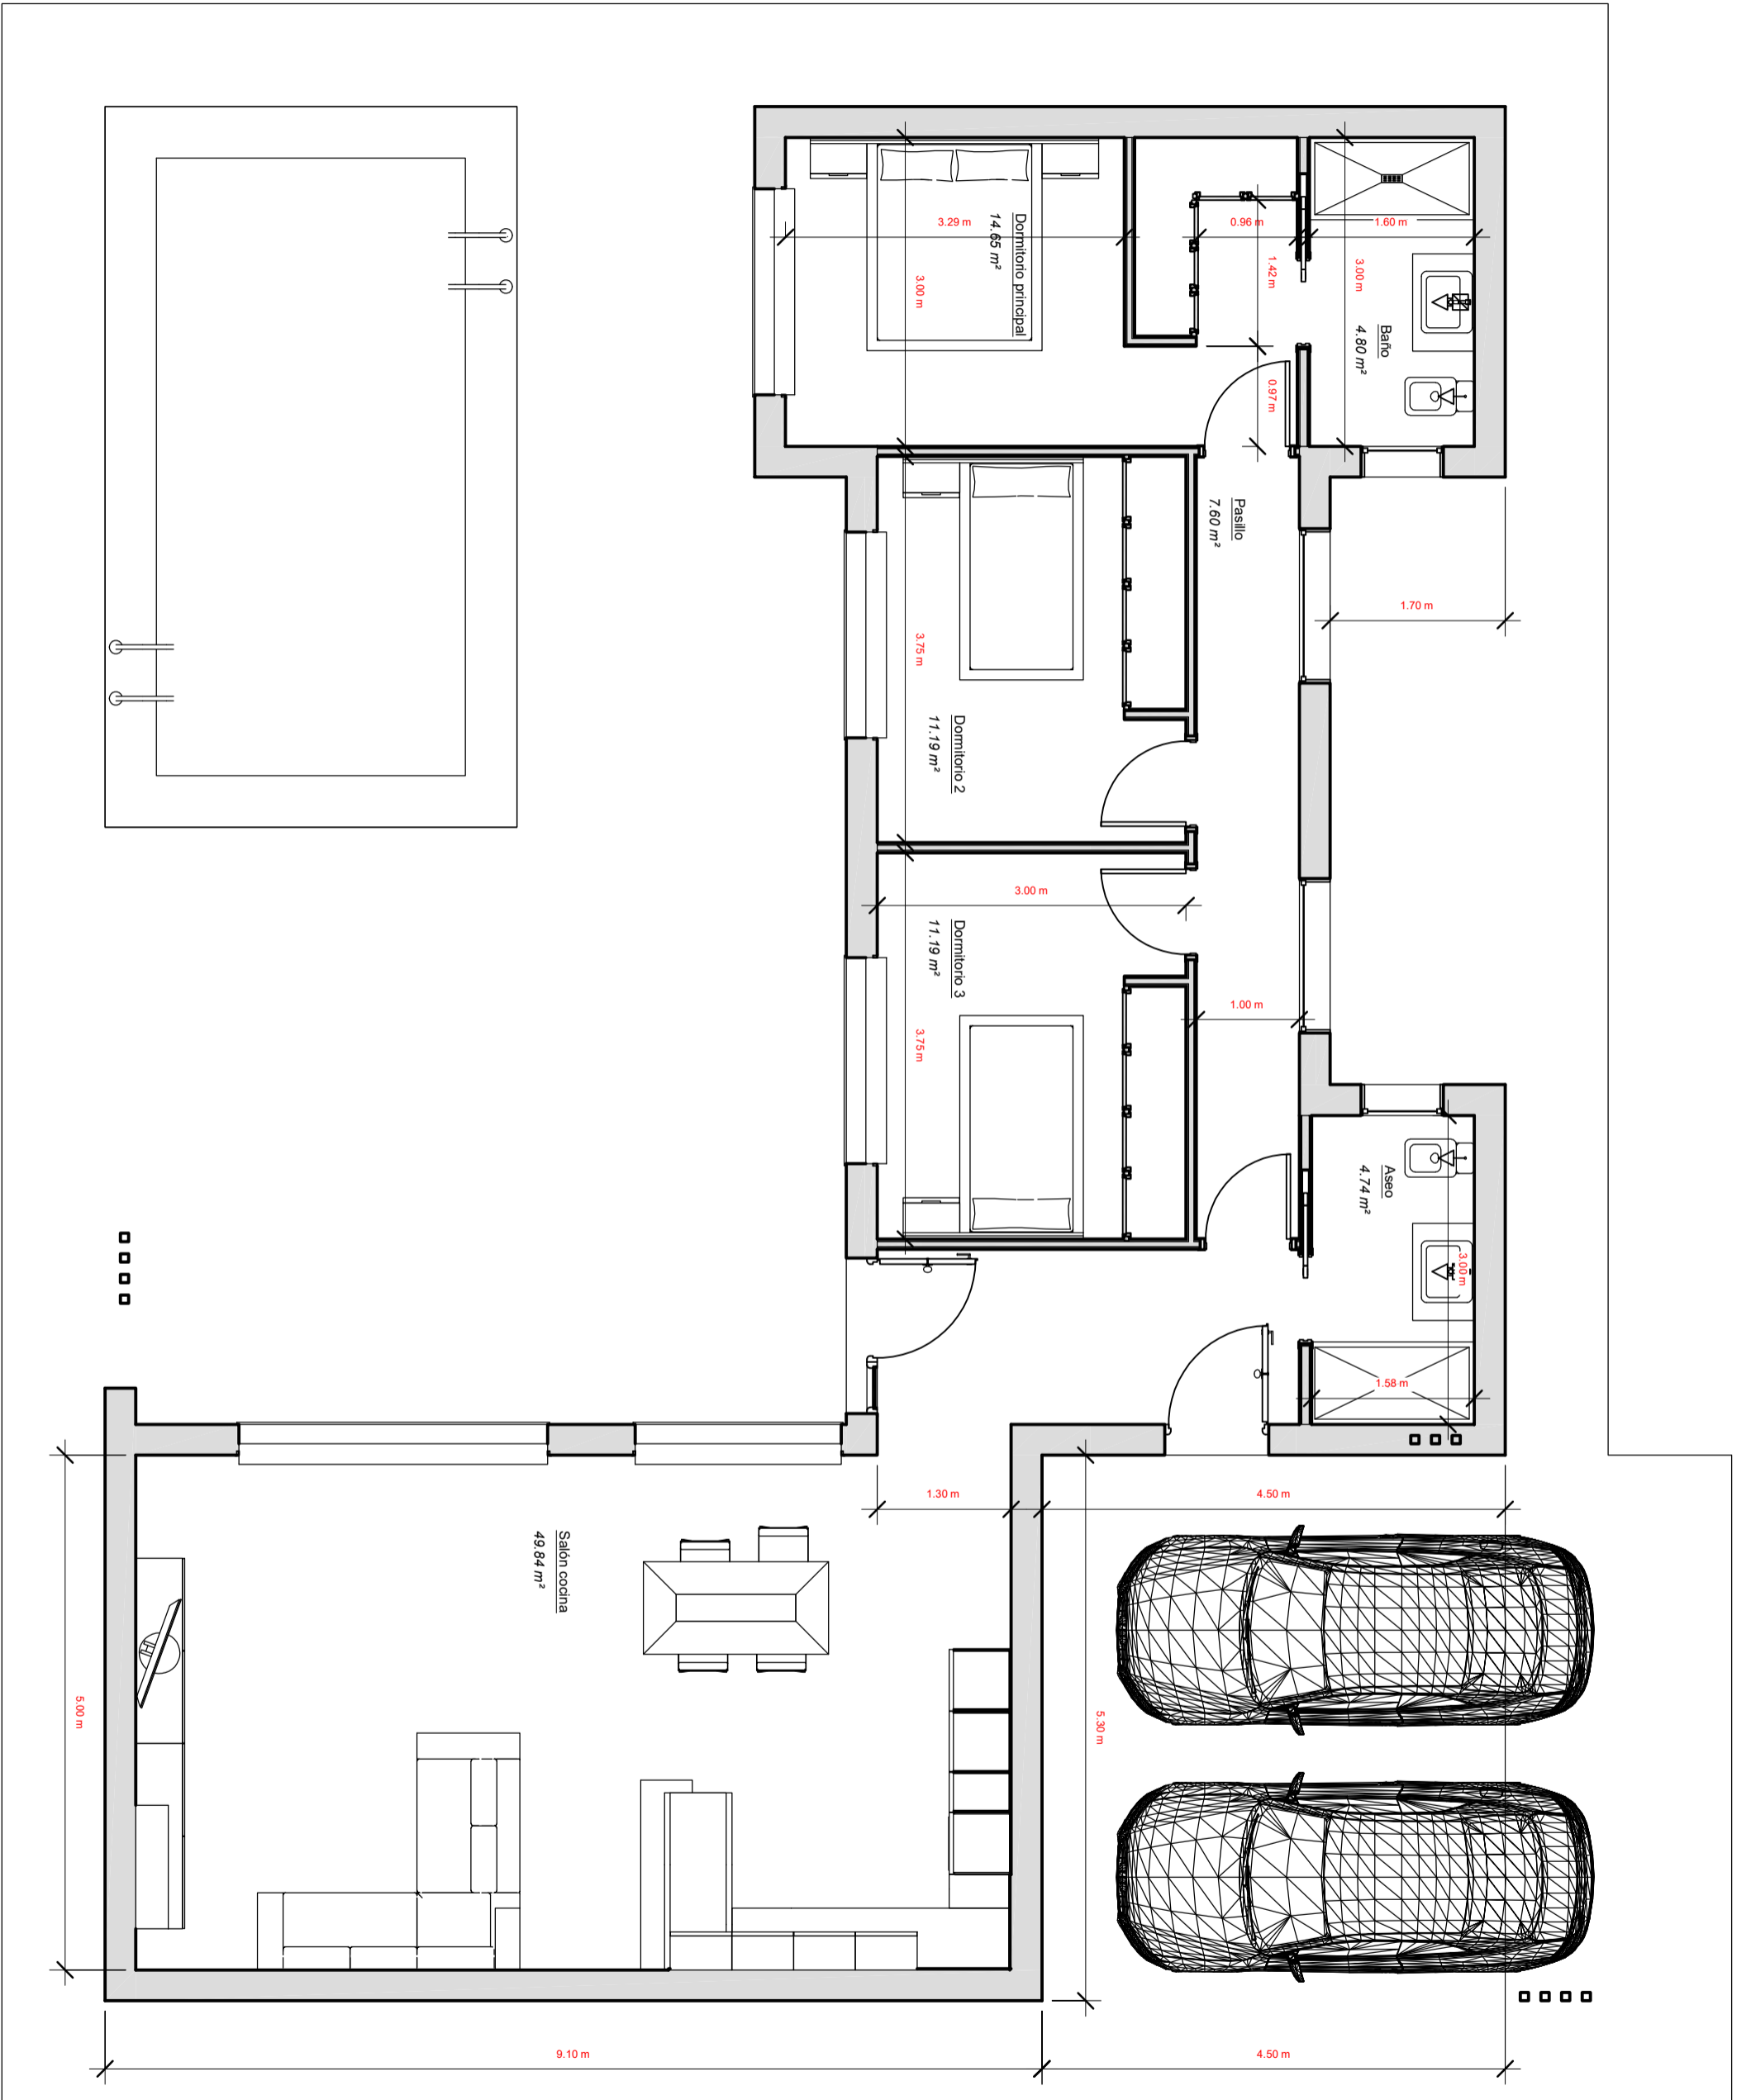 Dormitorio principal
14.65 m²
3.29 m
3.00 m
0.96 m
1.42 m
0.97 m
1.60 m
3.00 m
Baño
4.80 m²
Pasillo
7.60 m²
1.70 m
3.75 m
Dormitorio 2
11.19 m²
3.00 m
Dormitorio 3
11.19 m²
3.75 m
1.00 m
Aseo
4.74 m²
3.00 m
1.58 m
1.30 m
4.50 m
Salón cocina
49.84 m²
5.00 m
5.30 m
9.10 m
4.50 m